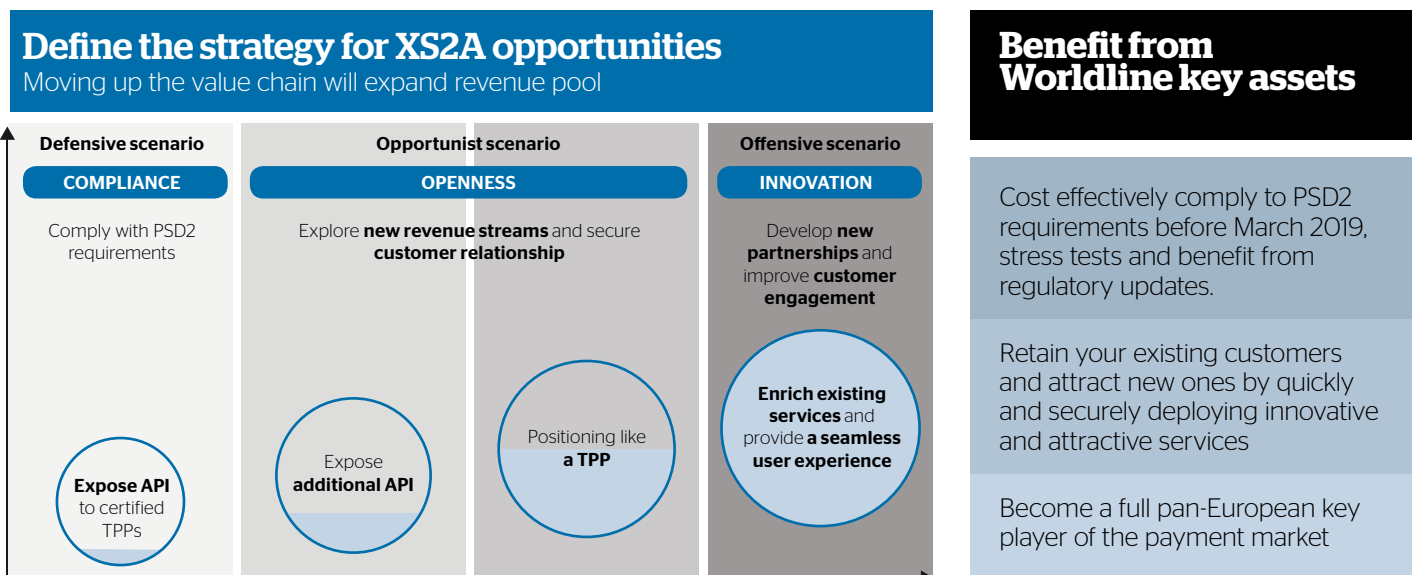 Define the strategy for XS2A opportunities
Moving up the value chain will expand revenue pool
Defensive scenario
COMPLIANCE
Comply with PSD2
requirements
Expose API
to certified
TPPs
Opportunist scenario
OPENNESS
Explore new revenue streams and secure
customer relationship
Expose
additional API
Positioning like
a TPP
Offensive scenario
INNOVATION
Develop new
partnerships and
improve customer
engagement
Enrich existing
services and
provide a seamless
user experience
Benefit from
Worldline key assets
Cost effectively comply to PSD2
requirements before March 2019,
stress tests and benefit from
regulatory updates.
Retain your existing customers
and attract new ones by quickly
and securely deploying innovative
and attractive services
Become a full pan-European key
player of the payment market